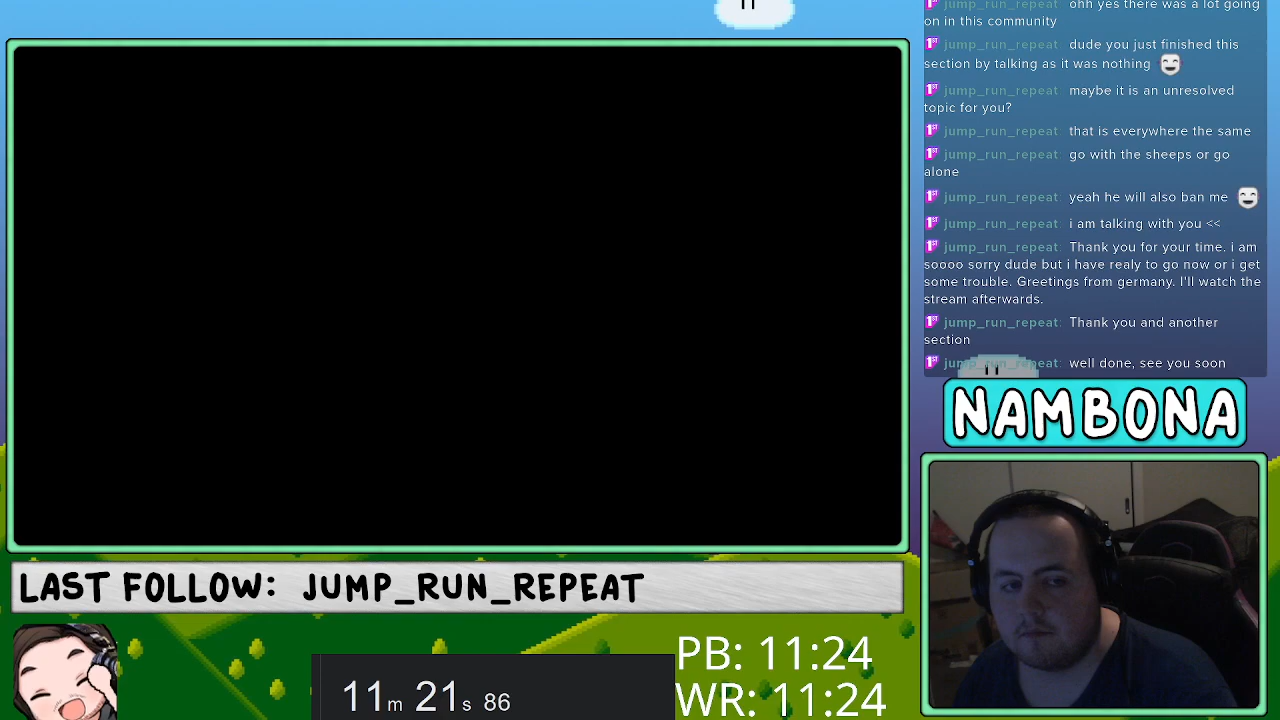 jump_run_repeat: ohh yes there was a lot going
on in this community
jump_run_repeat: dude you just finished this
section by talking as it was nothing
jump_run_repeat: maybe it is an unresolved
topic for you?
jump_run_repeat: that is everywhere the same
jump_run_repeat: go with the sheeps or go
alone
jump_run_repeat: yeah he will also ban me
jump_run_repeat: i am talking with you <<
jump_run_repeat: Thank you for your time. i am
soooo sorry dude but i have realy to go now or i get
some trouble. Greetings from germany. I'll watch the
stream afterwards.
jump_run_repeat: Thank you and another
section
jump_run_repeat: well done, see you soon
NAMBONA
LAST FOLLOW: JUMP_RUN_REPEAT
PB: 11:24
WR: 11:24
11m 21s 86